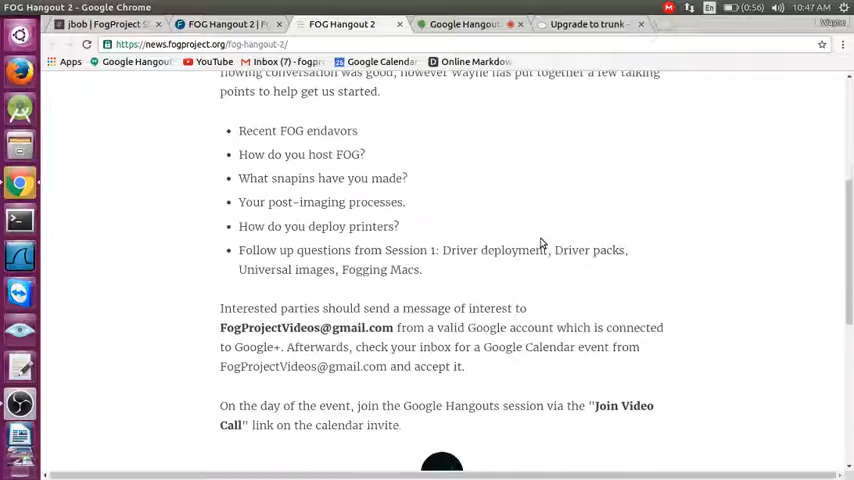 FOG Hangout 2 - Google Chrome
En (0:56) 10:47 AM
jbob | FogProject S
FOG Hangout 2 | F
FOG Hangout 2
Google Hangout
Upgrade to trunk -
Wayne
https://news.fogproject.org/fog-hangout-2/
Apps Google Hangout YouTube Inbox (7) - fogpr Google Calendar Online Markdow
flowing conversation was good, however Wayne has put together a few talking
points to help get us started.
Recent FOG endavors
How do you host FOG?
What snapins have you made?
Your post-imaging processes.
How do you deploy printers?
Follow up questions from Session 1: Driver deployment, Driver packs,
Universal images, Fogging Macs.
Interested parties should send a message of interest to
FogProjectVideos@gmail.com from a valid Google account which is connected
to Google+. Afterwards, check your inbox for a Google Calendar event from
FogProjectVideos@gmail.com and accept it.
On the day of the event, join the Google Hangouts session via the "Join Video
Call" link on the calendar invite.